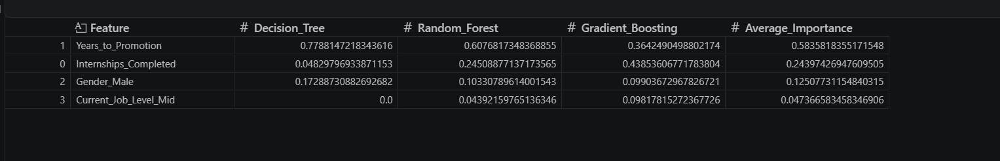 Feature # Decision_Tree # Random_Forest # Gradient_Boosting # Average_Importance
1 Years_to_Promotion 0.7788147218343616 0.6076817348368855 0.3642490498802174 0.5835818355171548
0 Internships_Completed 0.04829796933871153 0.24508877137173565 0.43853606771783804 0.24397426947609505
2 Gender_Male 0.17288730882692682 0.10330789614001543 0.09903672967826721 0.12507731154840315
3 Current_Job_Level_Mid 0.0 0.04392159765136346 0.09817815272367726 0.047366583458346906